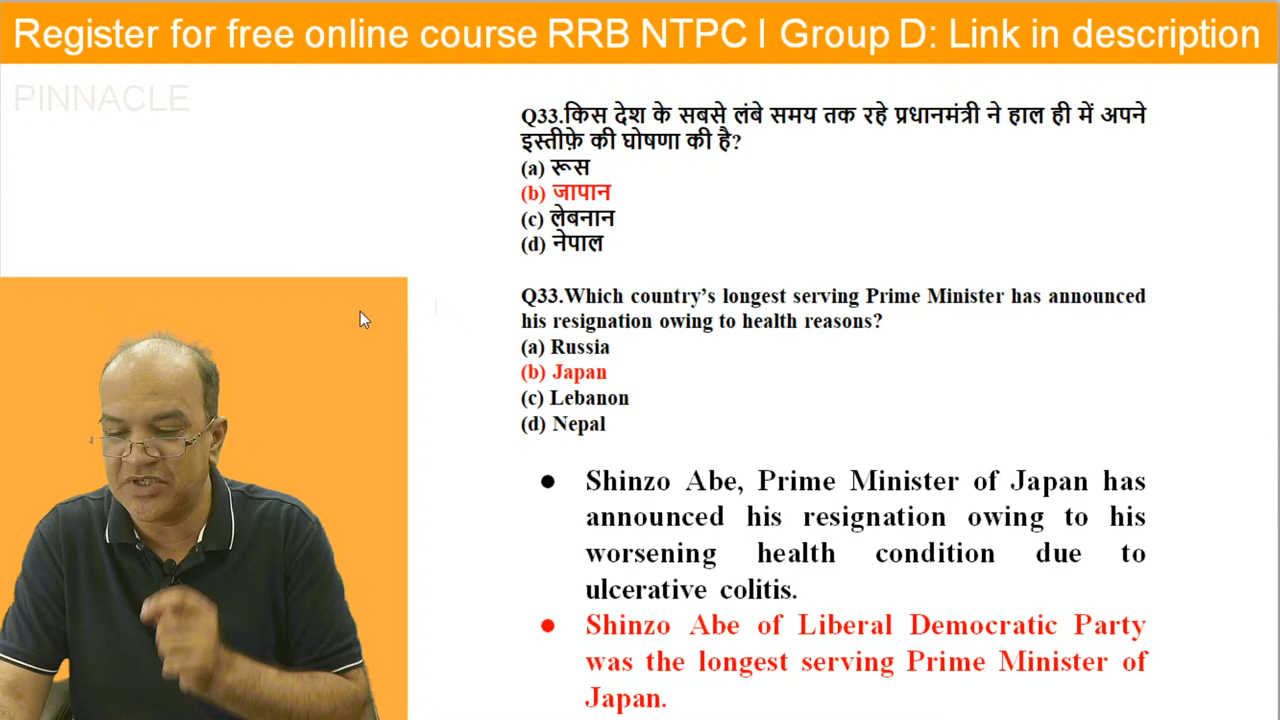 Register for free online course RRB NTPC I Group D: Link in description
PINNACLE
Q33.किस देश के सबसे लंबे समय तक रहे प्रधानमंत्री ने हाल ही में अपने
इस्तीफ़े की घोषणा की है?
(a) रूस
(b) जापान
(c) लेबनान
(d) नेपाल
Q33.Which country’s longest serving Prime Minister has announced
his resignation owing to health reasons?
(a) Russia
(b) Japan
(c) Lebanon
(d) Nepal
● Shinzo Abe, Prime Minister of Japan has
announced his resignation owing to his
worsening health condition due to
ulcerative colitis.
● Shinzo Abe of Liberal Democratic Party
was the longest serving Prime Minister of
Japan.